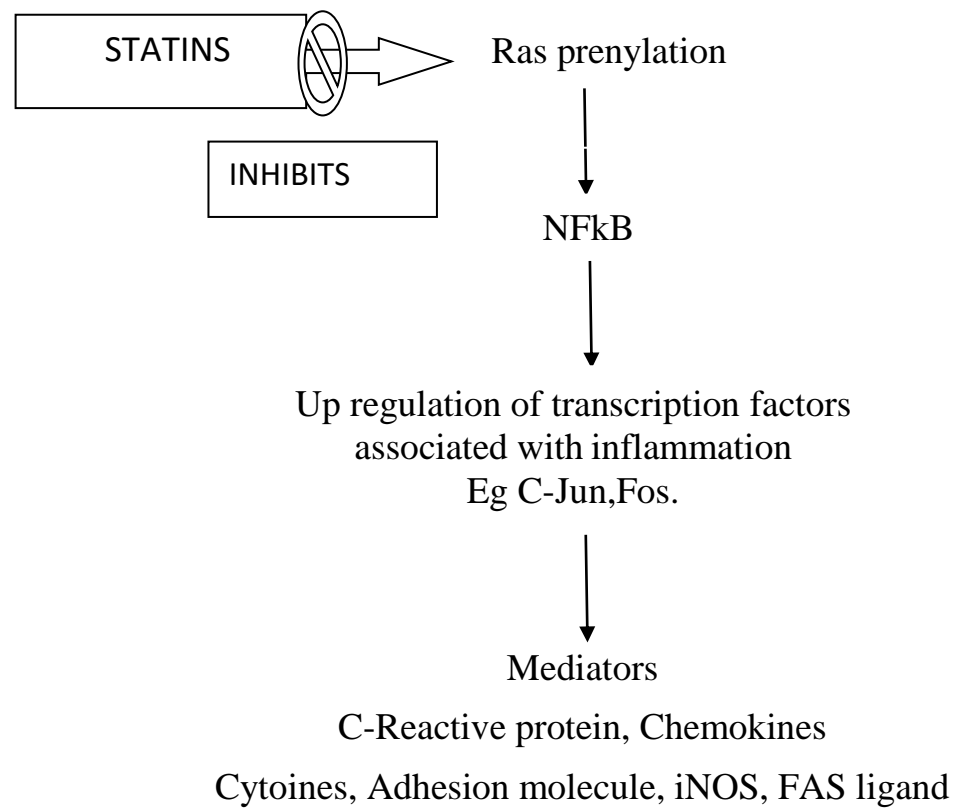 STATINS
Ras prenylation
INHIBITS
NFkB
Up regulation of transcription factors
associated with inflammation
Eg C-Jun,Fos.
Mediators
C-Reactive protein, Chemokines
Cytoines, Adhesion molecule, iNOS, FAS ligand